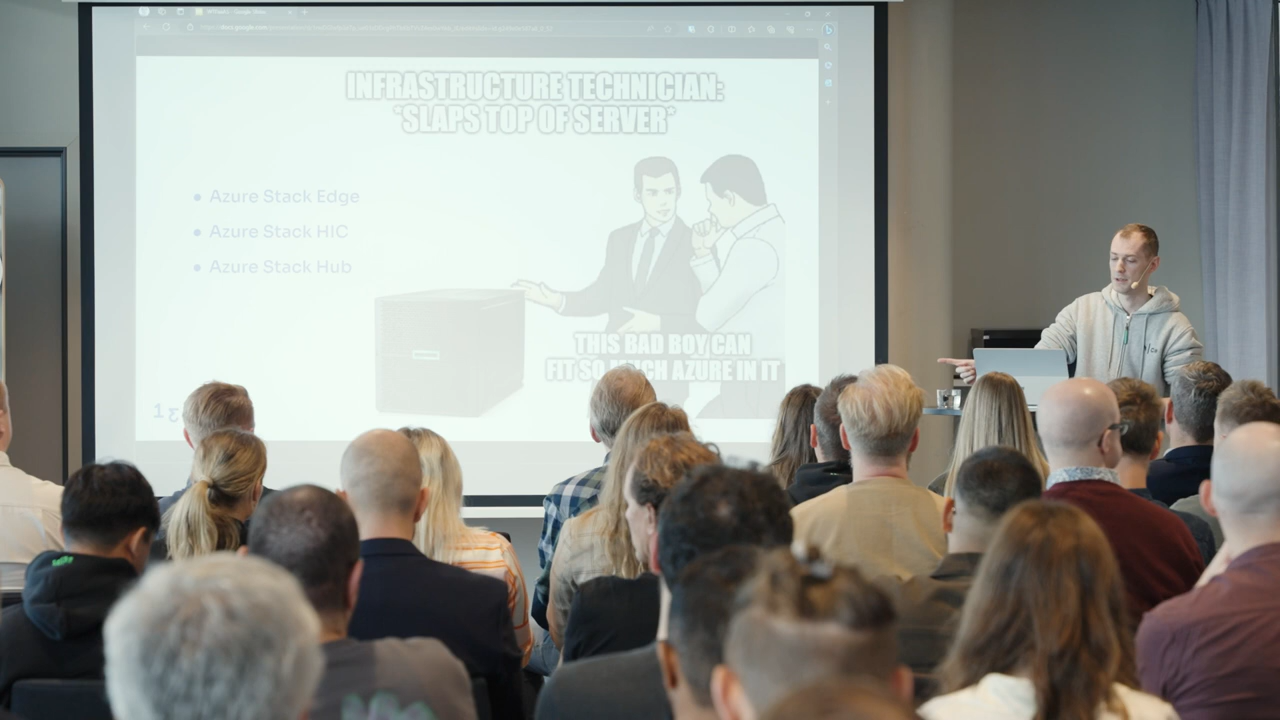 INFRASTRUCTURE TECHNICIAN:
*SLAPS TOP OF SERVER*
Azure Stack Edge
Azure Stack HIC
Azure Stack Hub
THIS BAD BOY CAN
FIT SO MUCH AZURE IN IT